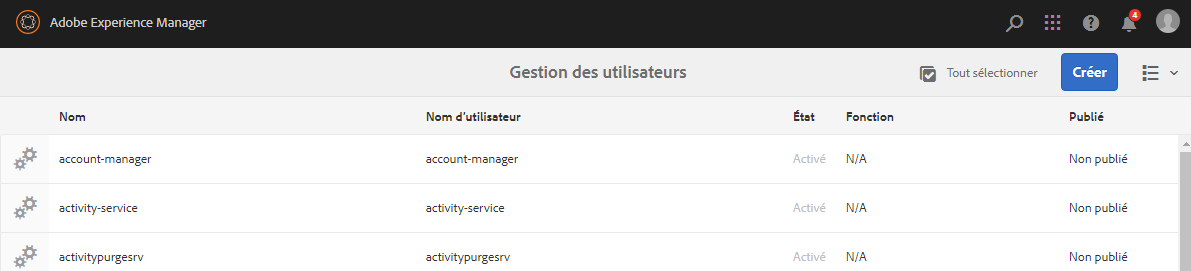 Adobe Experience Manager
4
Gestion des utilisateurs
Tout sélectionner
Créer
Nom Nom d’utilisateur État Fonction Publié
account-manager account-manager Activé N/A Non publié
activity-service activity-service Activé N/A Non publié
activitypurgesrv activitypurgesrv Activé N/A Non publié